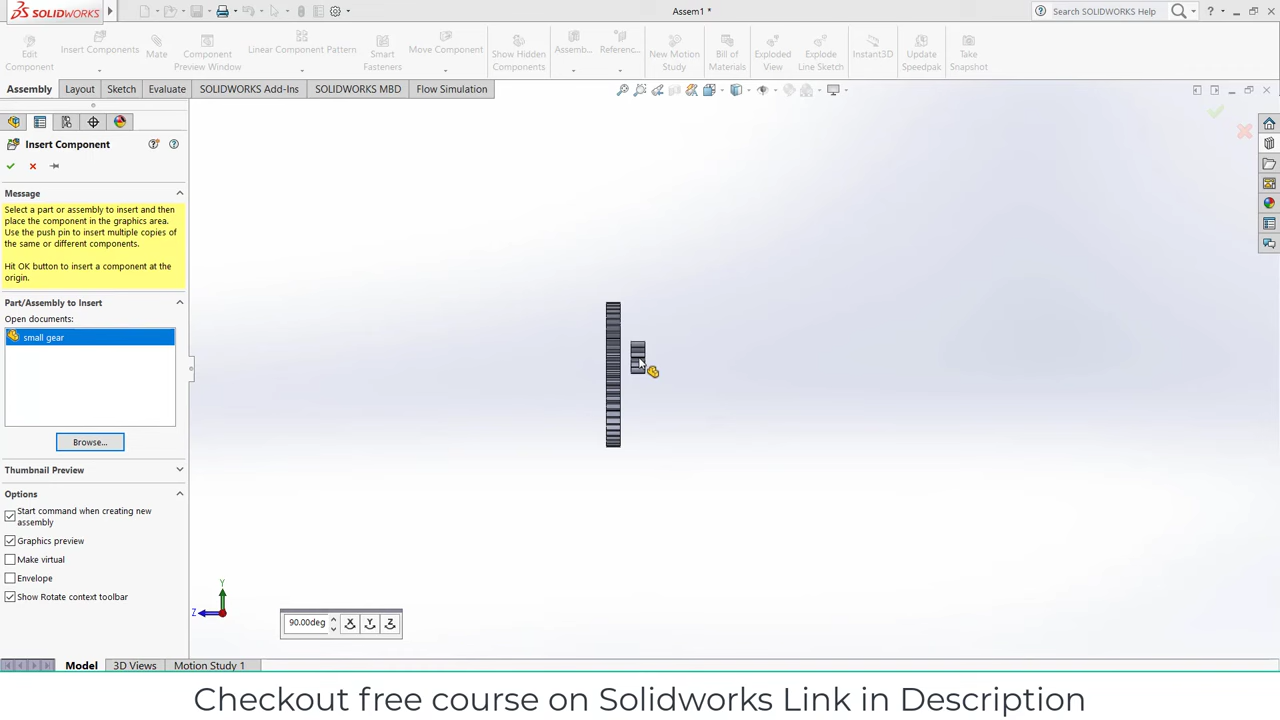 SOLIDWORKS
Assem1 *
Search SOLIDWORKS Help
Edit Component
Insert Components
Mate
Component Preview Window
Linear Component Pattern
Smart Fasteners
Move Component
Show Hidden Components
Assemb...
Referenc...
New Motion Study
Bill of Materials
Exploded View
Explode Line Sketch
Instant3D
Update Speedpak
Take Snapshot
Assembly
Layout
Sketch
Evaluate
SOLIDWORKS Add-Ins
SOLIDWORKS MBD
Flow Simulation
Insert Component
Message
Select a part or assembly to insert and then
place the component in the graphics area.
Use the push pin to insert multiple copies
of the same or different components.
Hit OK button to insert a component at the
origin.
Part/Assembly to Insert
Open documents:
small gear
Browse...
Thumbnail Preview
Options
Start command when creating new
assembly
Graphics preview
Make virtual
Envelope
Show Rotate context toolbar
Y
Z
90.00deg
X
Y
Z
Model
3D Views
Motion Study 1
Checkout free course on Solidworks Link in Description